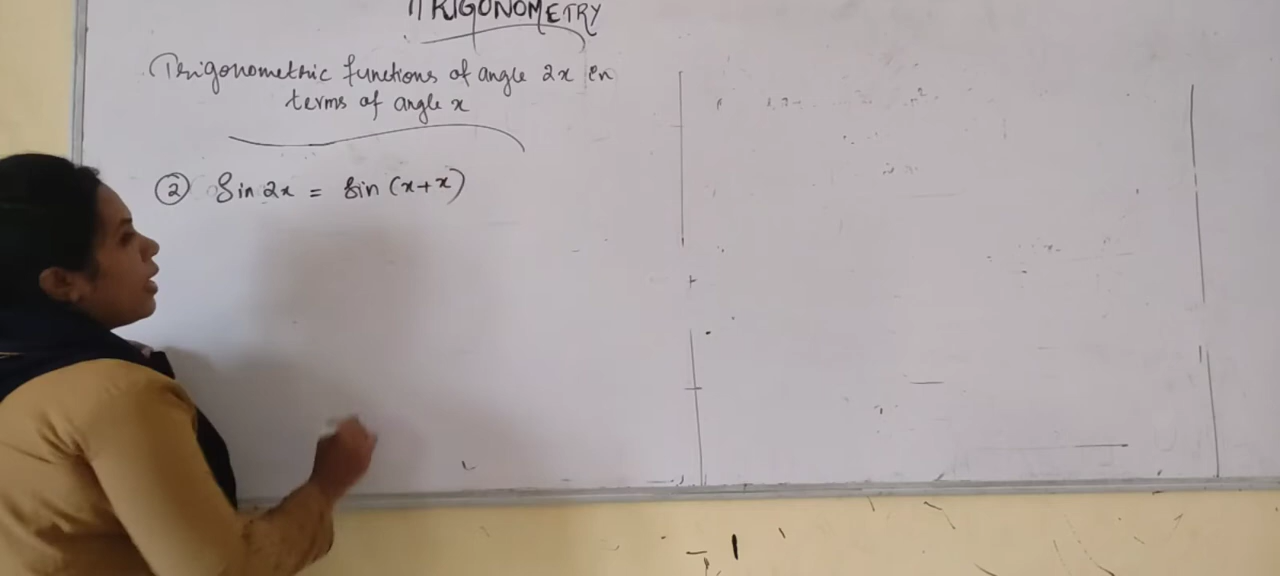 TRIGONOMETRY
Trigonometric functions of angle 2x in
terms of angle x
② Sin 2x = Sin (x+x)